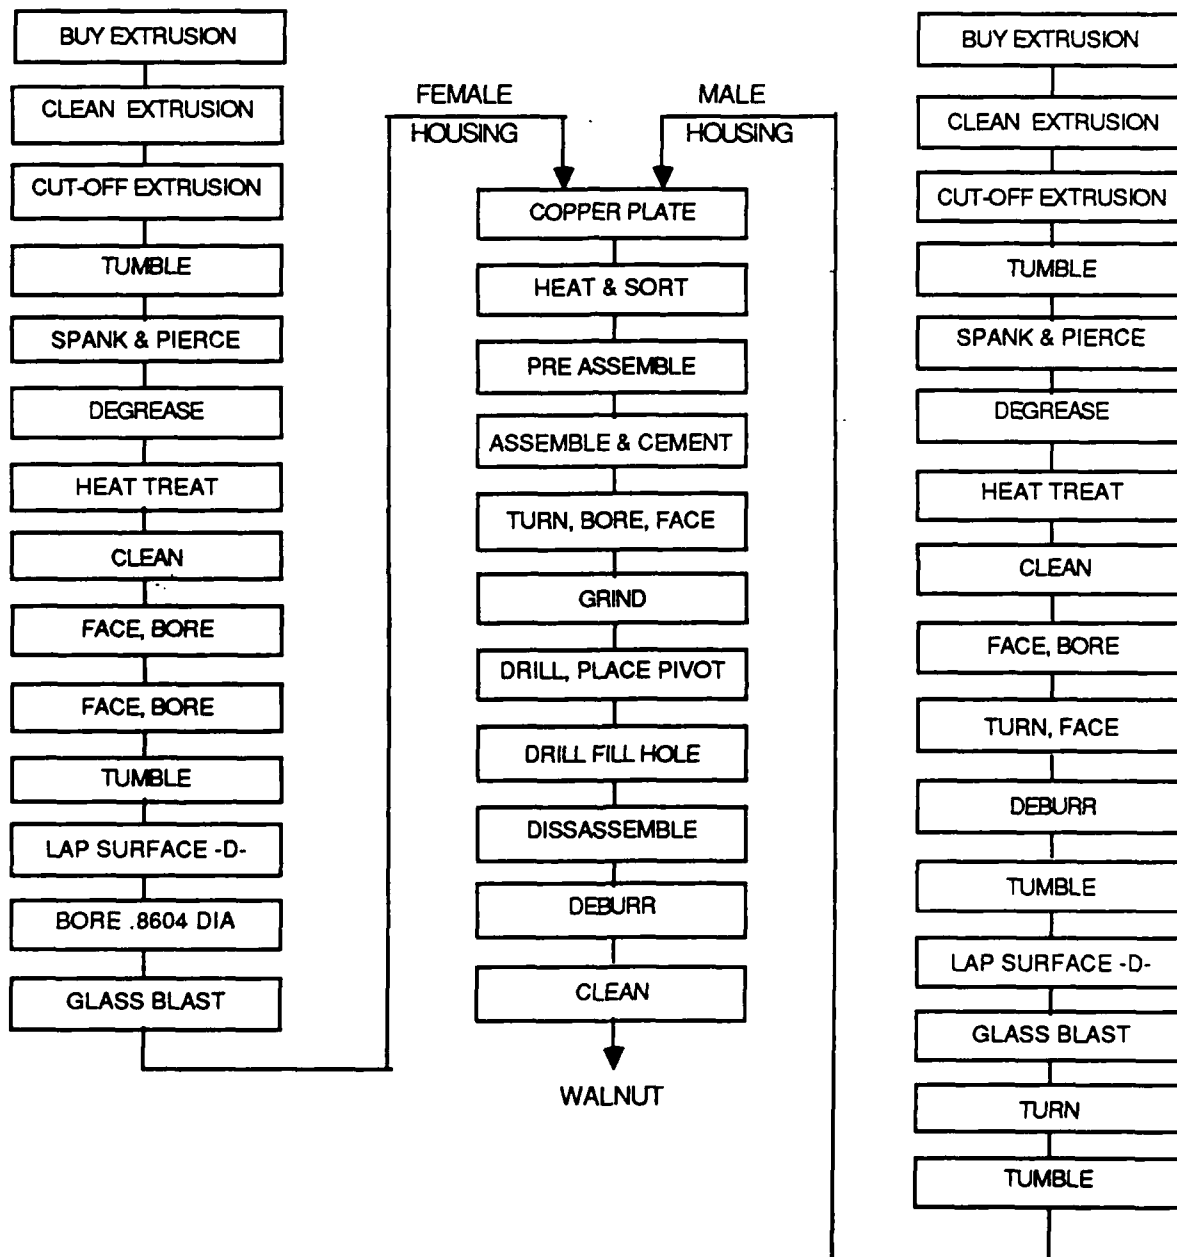 BUY EXTRUSION
CLEAN EXTRUSION
CUT-OFF EXTRUSION
TUMBLE
SPANK & PIERCE
DEGREASE
HEAT TREAT
CLEAN
FACE, BORE
FACE, BORE
TUMBLE
LAP SURFACE -D-
BORE .8604 DIA
GLASS BLAST
FEMALE
HOUSING
MALE
HOUSING
COPPER PLATE
HEAT & SORT
PRE ASSEMBLE
ASSEMBLE & CEMENT
TURN, BORE, FACE
GRIND
DRILL, PLACE PIVOT
DRILL FILL HOLE
DISSASSEMBLE
DEBURR
CLEAN
WALNUT
BUY EXTRUSION
CLEAN EXTRUSION
CUT-OFF EXTRUSION
TUMBLE
SPANK & PIERCE
DEGREASE
HEAT TREAT
CLEAN
FACE, BORE
TURN, FACE
DEBURR
TUMBLE
LAP SURFACE -D-
GLASS BLAST
TURN
TUMBLE